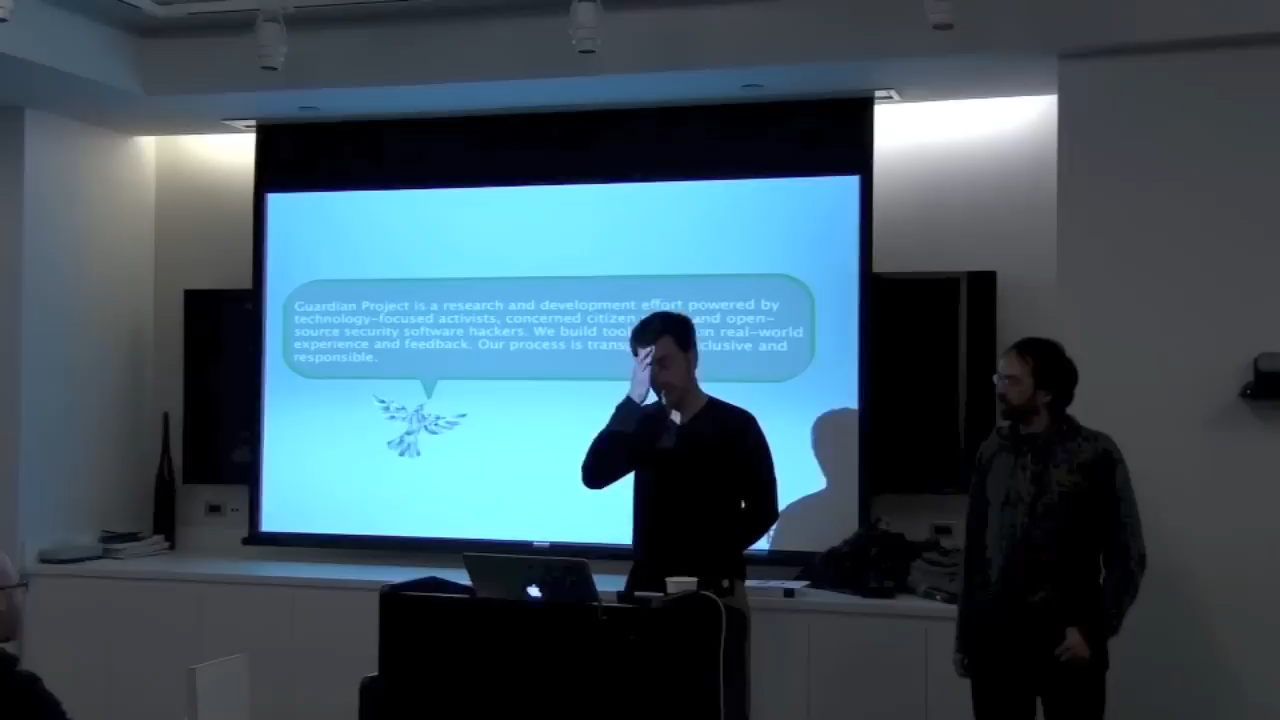 Guardian Project is a research and development effort powered by
technology-focused activists, concerned citizen and open-
source security software hackers. We build real-world
experience and feedback. Our process is and
responsible.